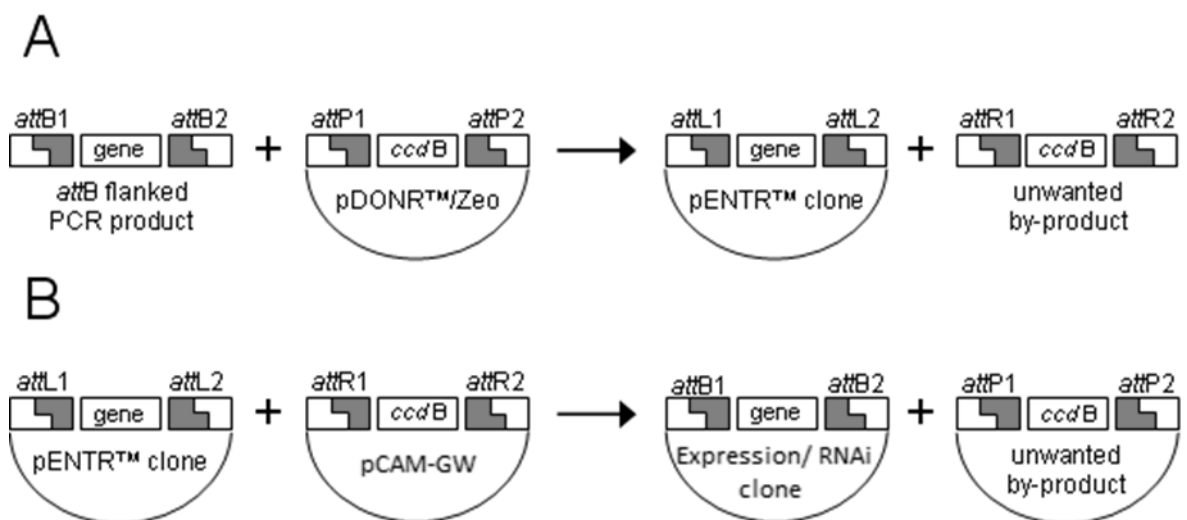 A
attB1 attB2 attP1 attP2 attL1 attL2 attR1 attR2
gene + ccdB gene + ccdB
attB flanked
PCR product
pDONR™/Zeo
pENTR™ clone
unwanted
by-product
B
attL1 attL2 attR1 attR2 attB1 attB2 attP1 attP2
gene + ccdB gene + ccdB
pENTR™ clone
pCAM-GW
Expression/ RNAi
clone
unwanted
by-product